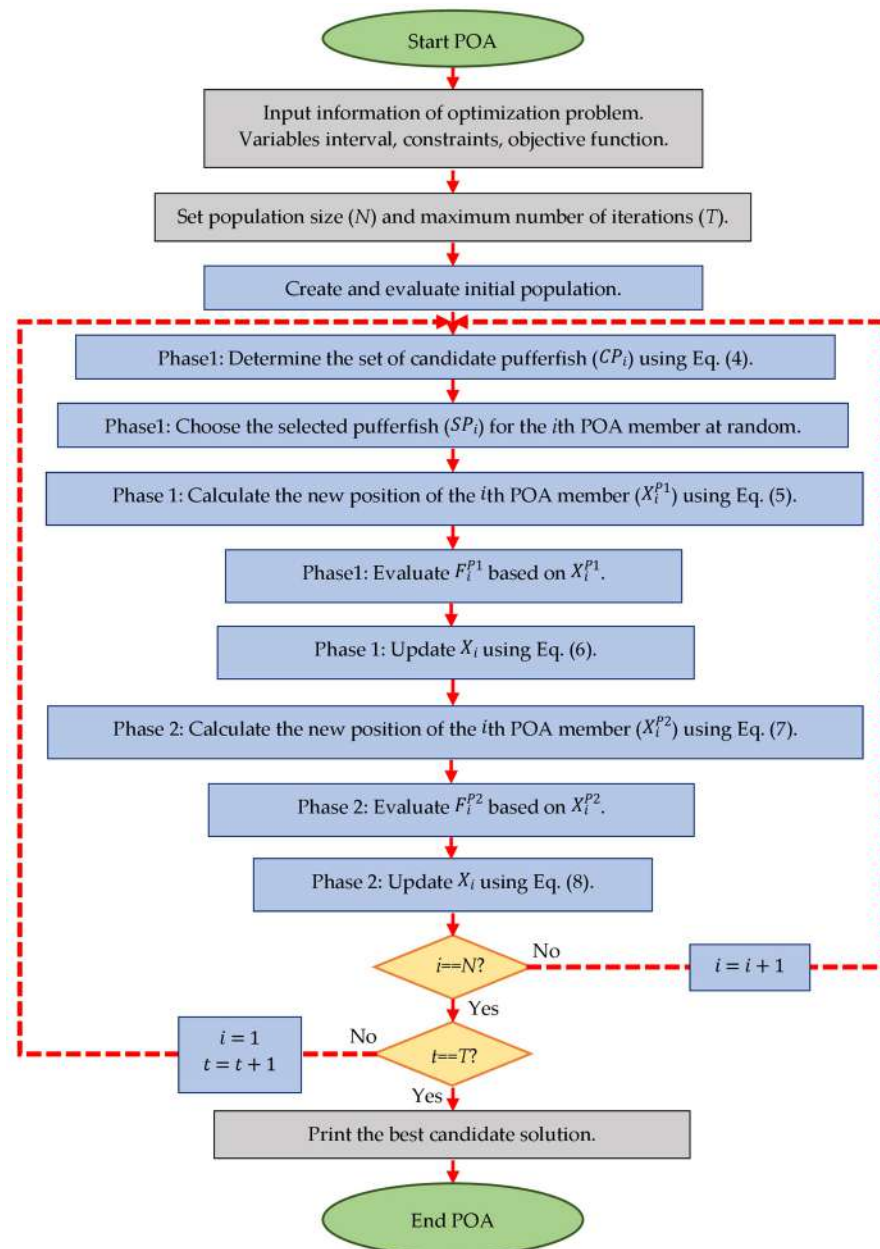 Start POA
Input information of optimization problem.
Variables interval, constraints, objective function.
Set population size (N) and maximum number of iterations (T).
Create and evaluate initial population.
Phase1: Determine the set of candidate pufferfish (CP_i) using Eq. (4).
Phase1: Choose the selected pufferfish (SP_i) for the ith POA member at random.
Phase 1: Calculate the new position of the ith POA member (X_i^{P1}) using Eq. (5).
Phase1: Evaluate F_i^{P1} based on X_i^{P1}.
Phase 1: Update X_i using Eq. (6).
Phase 2: Calculate the new position of the ith POA member (X_i^{P2}) using Eq. (7).
Phase 2: Evaluate F_i^{P2} based on X_i^{P2}.
Phase 2: Update X_i using Eq. (8).
i==N?
No
i = i + 1
Yes
i = 1
t = t + 1
No
t==T?
Yes
Print the best candidate solution.
End POA